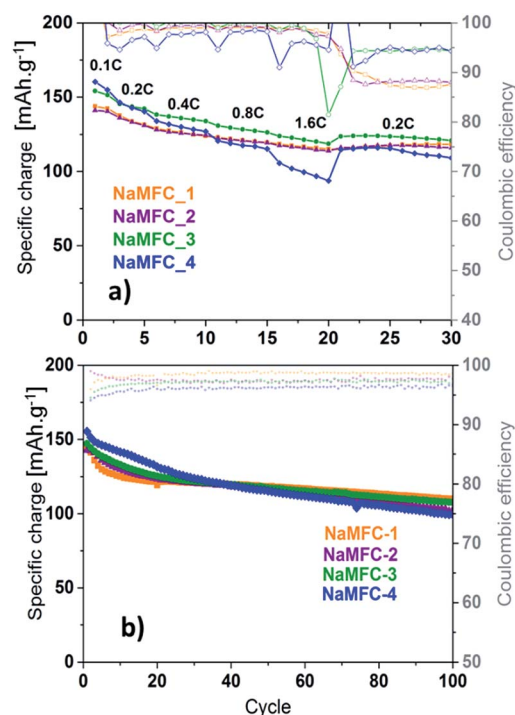 200
100
90
80
70
60
50
40
150
100
50
0
0.1C
0.2C
0.4C
0.8C
1.6C
0.2C
NaMFC_1
NaMFC_2
NaMFC_3
NaMFC_4
a)
Specific charge [mAh.g-1]
Coulombic efficiency
0 5 10 15 20 25 30
200
150
100
50
0
100
90
80
70
60
50
NaMFC-1
NaMFC-2
NaMFC-3
NaMFC-4
b)
Specific charge [mAh.g-1]
Coulombic efficiency
0 20 40 60 80 100
Cycle